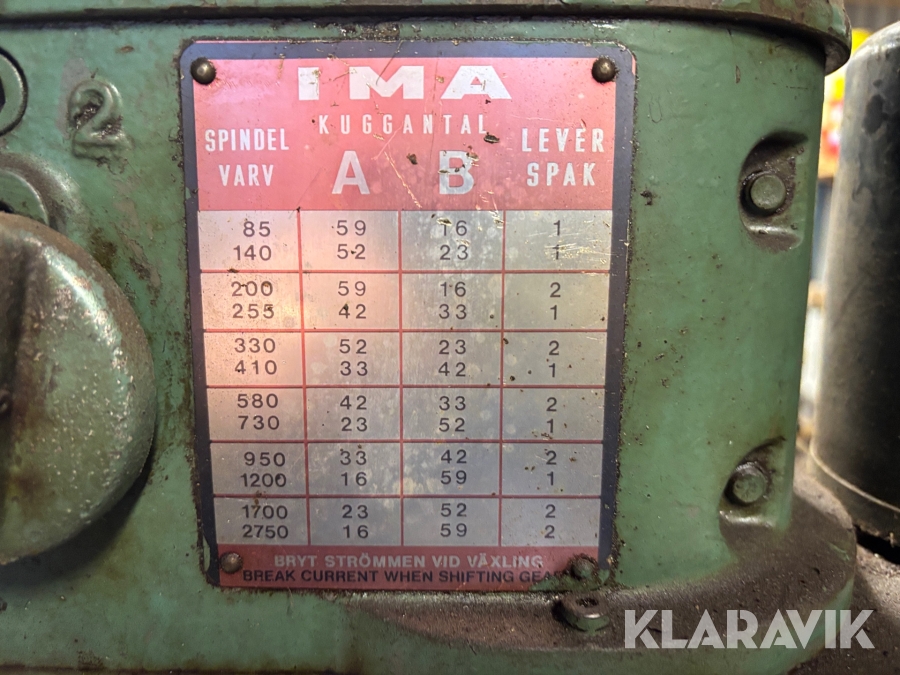 2
IMA
KUGGANTAL
SPINDEL VARV A B LEVER SPAK
85 59 16 1
140 52 23 1
200 59 16 2
255 42 33 1
330 52 23 2
410 33 42 1
580 42 33 2
730 23 52 1
950 33 42 2
1200 16 59 1
1700 23 52 2
2750 16 59 2
BRYT STRÖMMEN VID VÄXLING
BREAK CURRENT WHEN SHIFTING
KLARAVIK